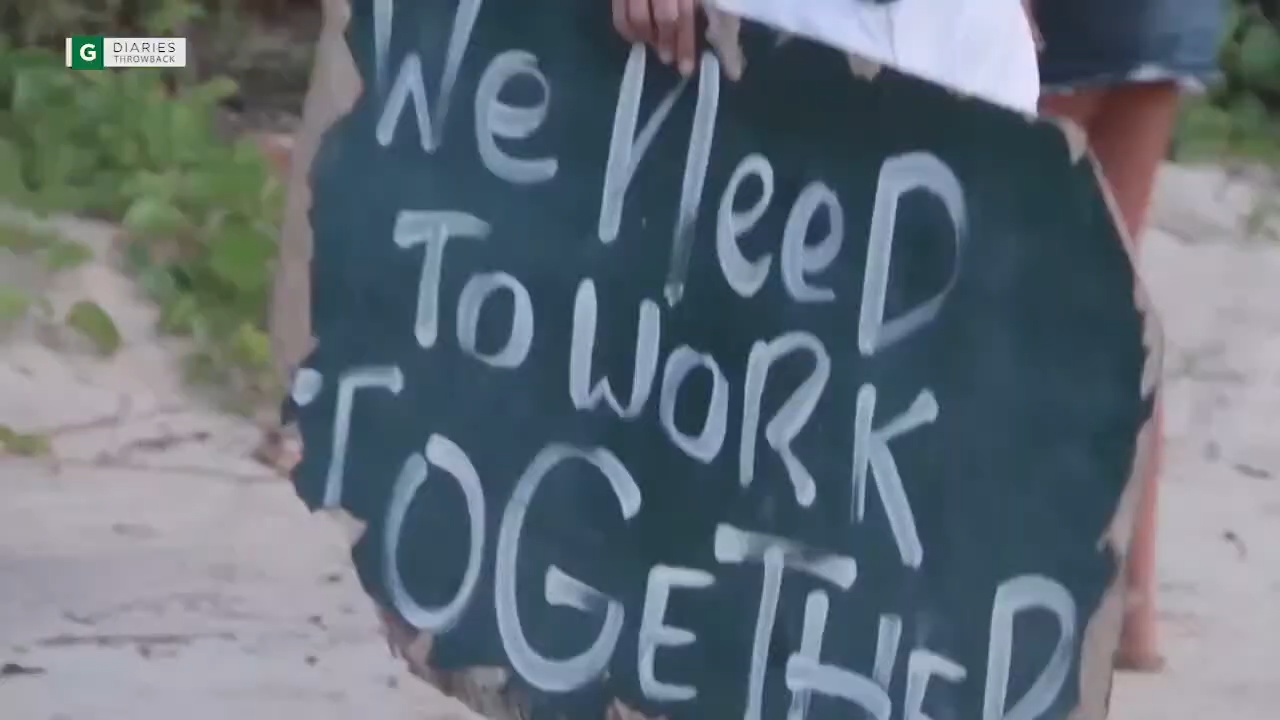 G DIARIES
THROWBACK
We NeeD
To WORK
TOGETHER